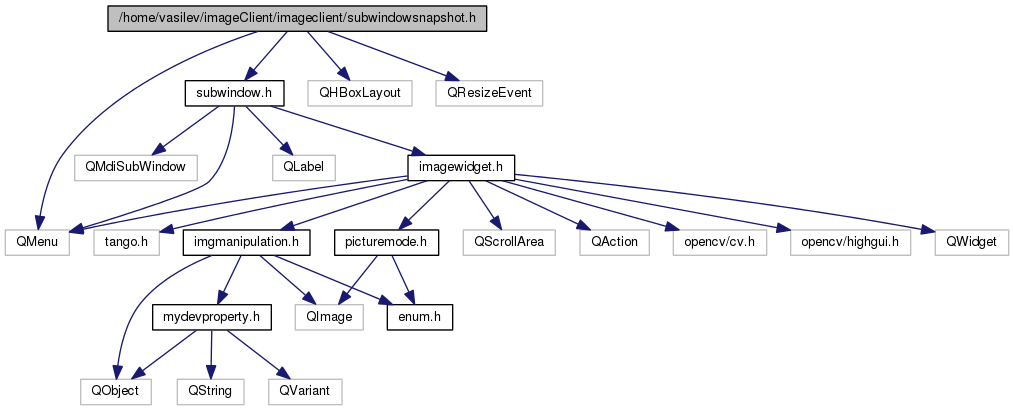 /home/vasilev/imageClient/imageclient/subwindowsnapshot.h
subwindow.h
QHBoxLayout
QResizeEvent
QMdiSubWindow
QLabel
imagewidget.h
QMenu
tango.h
imgmanipulation.h
picturemode.h
QScrollArea
QAction
opencv/cv.h
opencv/highgui.h
QWidget
mydevproperty.h
QImage
enum.h
QObject
QString
QVariant